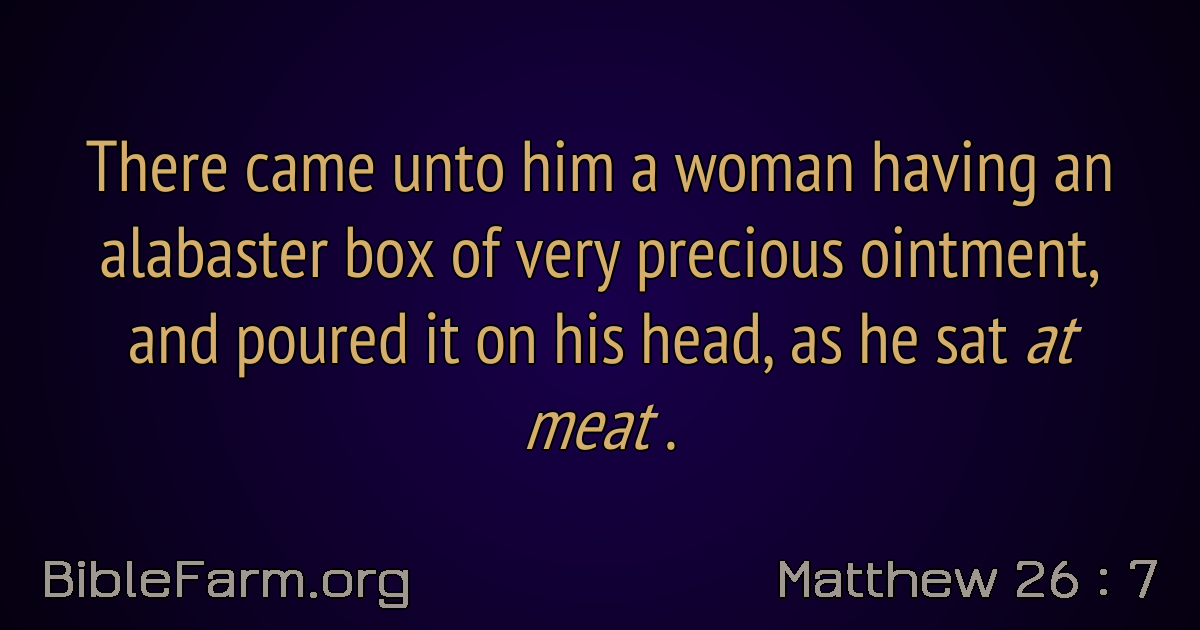 There came unto him a woman having an
alabaster box of very precious ointment,
and poured it on his head, as he sat at
meat .
BibleFarm.org
Matthew 26 : 7